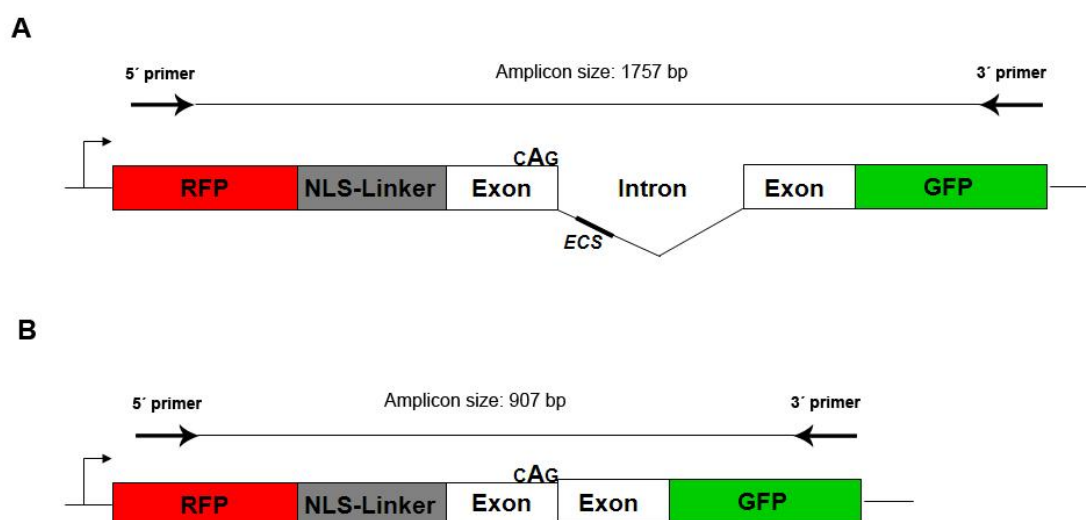 A
5´ primer
Amplicon size: 1757 bp
3´ primer
CAG
RFP NLS-Linker Exon Intron Exon GFP
ECS
B
5´ primer
Amplicon size: 907 bp
3´ primer
CAG
RFP NLS-Linker Exon Exon GFP